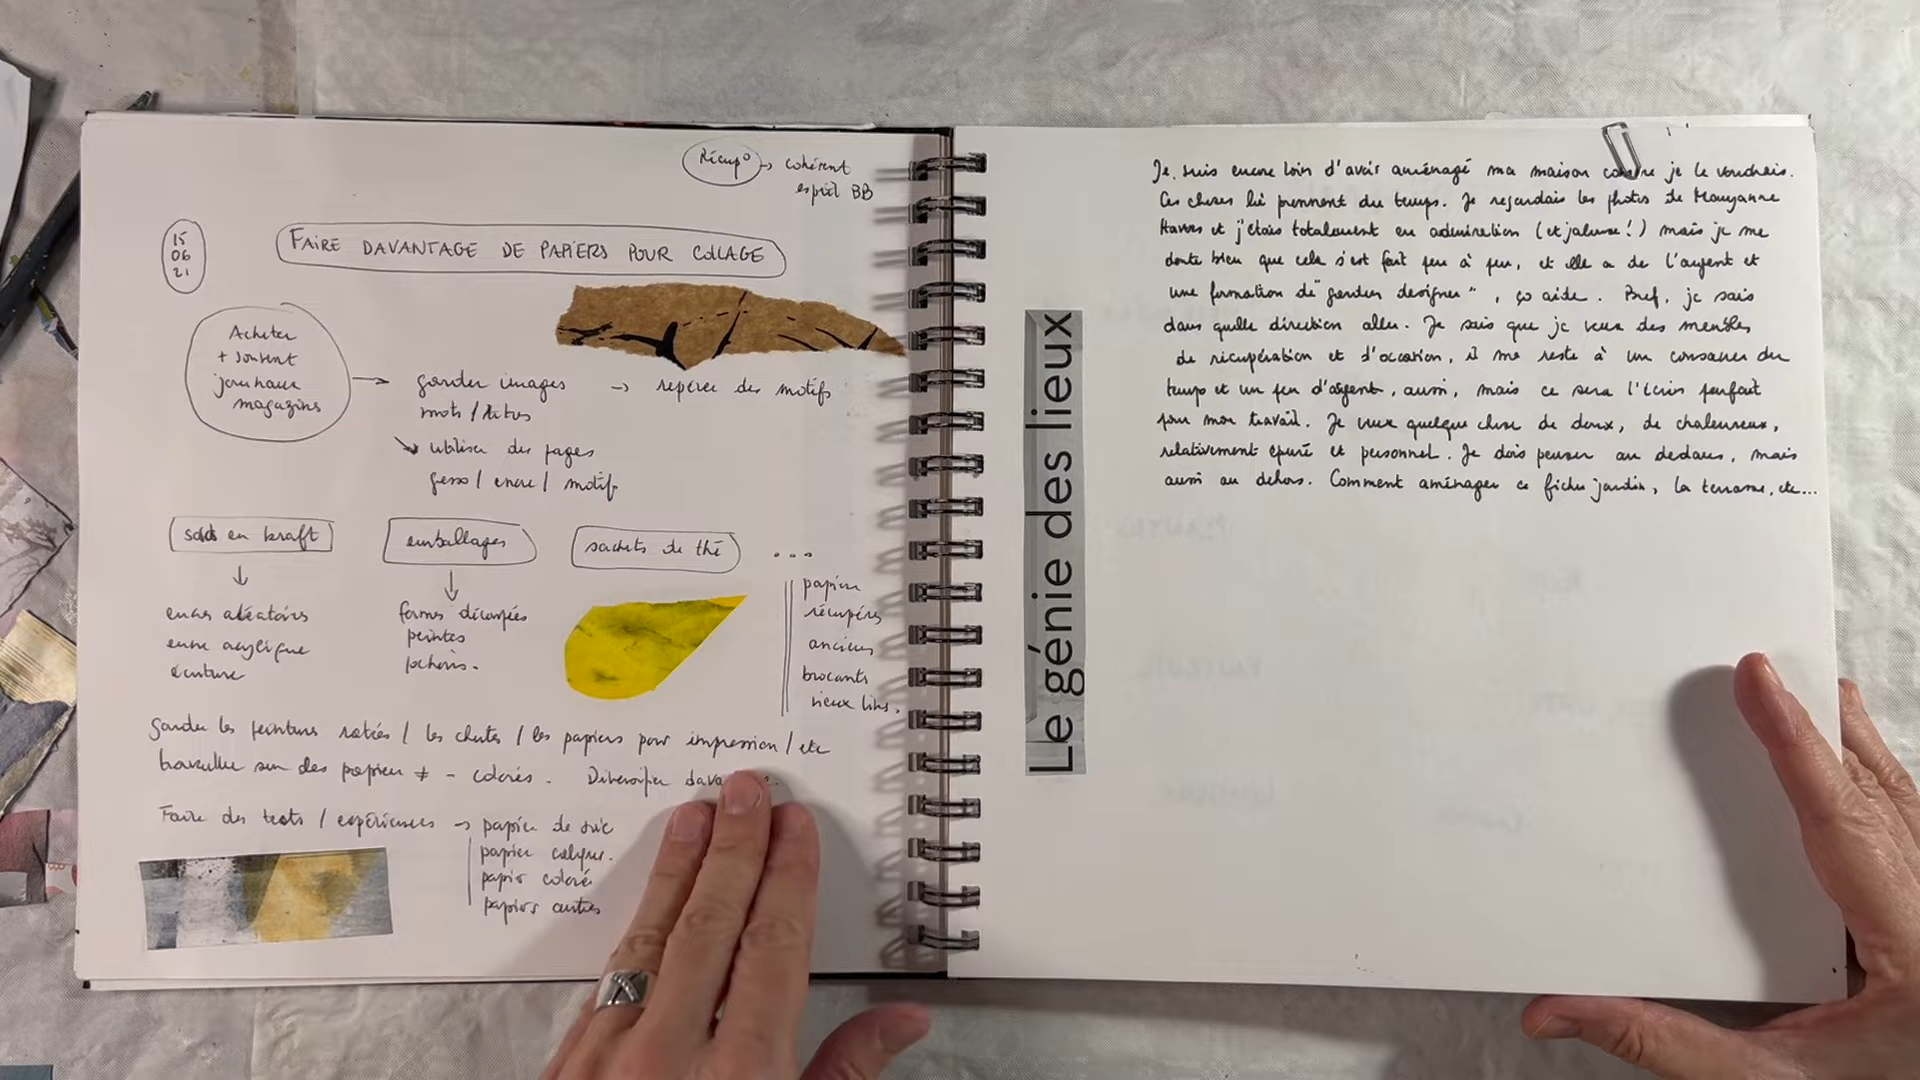 Récup → cohérent
esprit BB
15
06
21
FAIRE DAVANTAGE DE PAPIERS POUR COLLAGE
Acheter
+ souvent
journaux
magazins
→ garder images → repérer des motifs
mots / titres
utiliser des pages
gesso / encre / motifs
sacs en kraft
emballages
sachets de thé
...
encres aléatoires
encre acrylique
écriture
formes découpées
peintes
pochoirs.
papiers
récupérés
anciens
brocants
vieux livres.
garder les peintures ratées / les chutes / les papiers pour impression / etc
travailler sur des papiers ≠ - colorés. Diversifier
Faire des tests / expériences → papier de soie
papier calque.
papier coloré
papiers autres
Le génie des lieux
Je suis encore loin d'avoir aménagé ma maison comme je le voudrais.
Ces choses là prennent du temps. Je regardais les photos de
et j'étais totalement en admiration (et jalouse !) mais je me
doute bien que cela s'est fait peu à peu, et elle a de l'argent et
une formation de "garden designer", ça aide. Bref, je sais
dans quelle direction aller. Je sais que je veux des meubles
de récupération et d'occasion, il me reste à y consacrer du
temps et un peu d'argent, aussi, mais ce sera l'écrin parfait
pour mon travail. Je veux quelque chose de doux, de chaleureux,
relativement épuré et personnel. Je dois penser au dedans, mais
aussi au dehors. Comment aménager ce fichu jardin, la terrasse, etc...